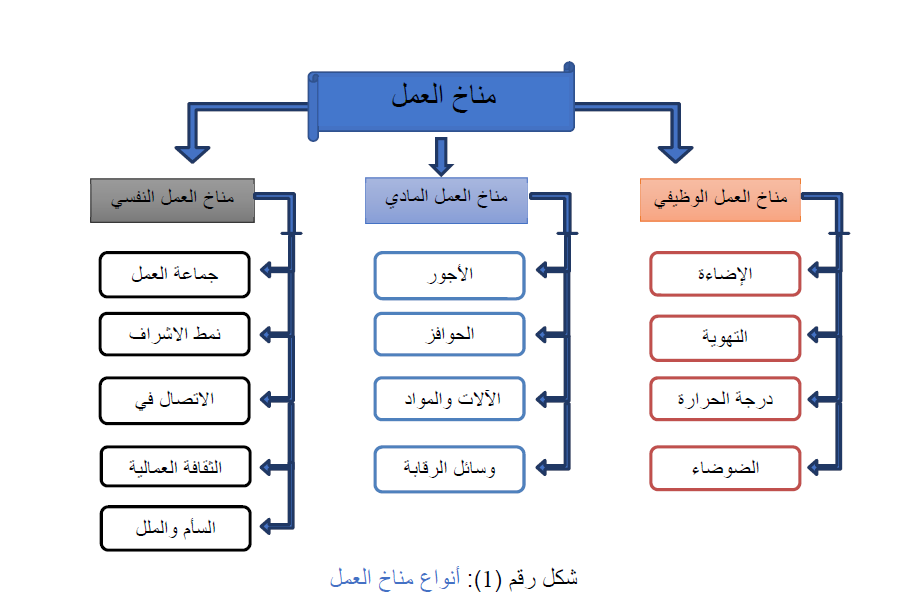 مناخ العمل
مناخ العمل الوظيفي
الإضاءة
التهوية
درجة الحرارة
الضوضاء
مناخ العمل المادي
الأجور
الحوافز
الآلات والمواد
وسائل الرقابة
مناخ العمل النفسي
جماعة العمل
نمط الاشراف
الاتصال في
الثقافة العمالية
السأم والملل
شكل رقم (1): أنواع مناخ العمل